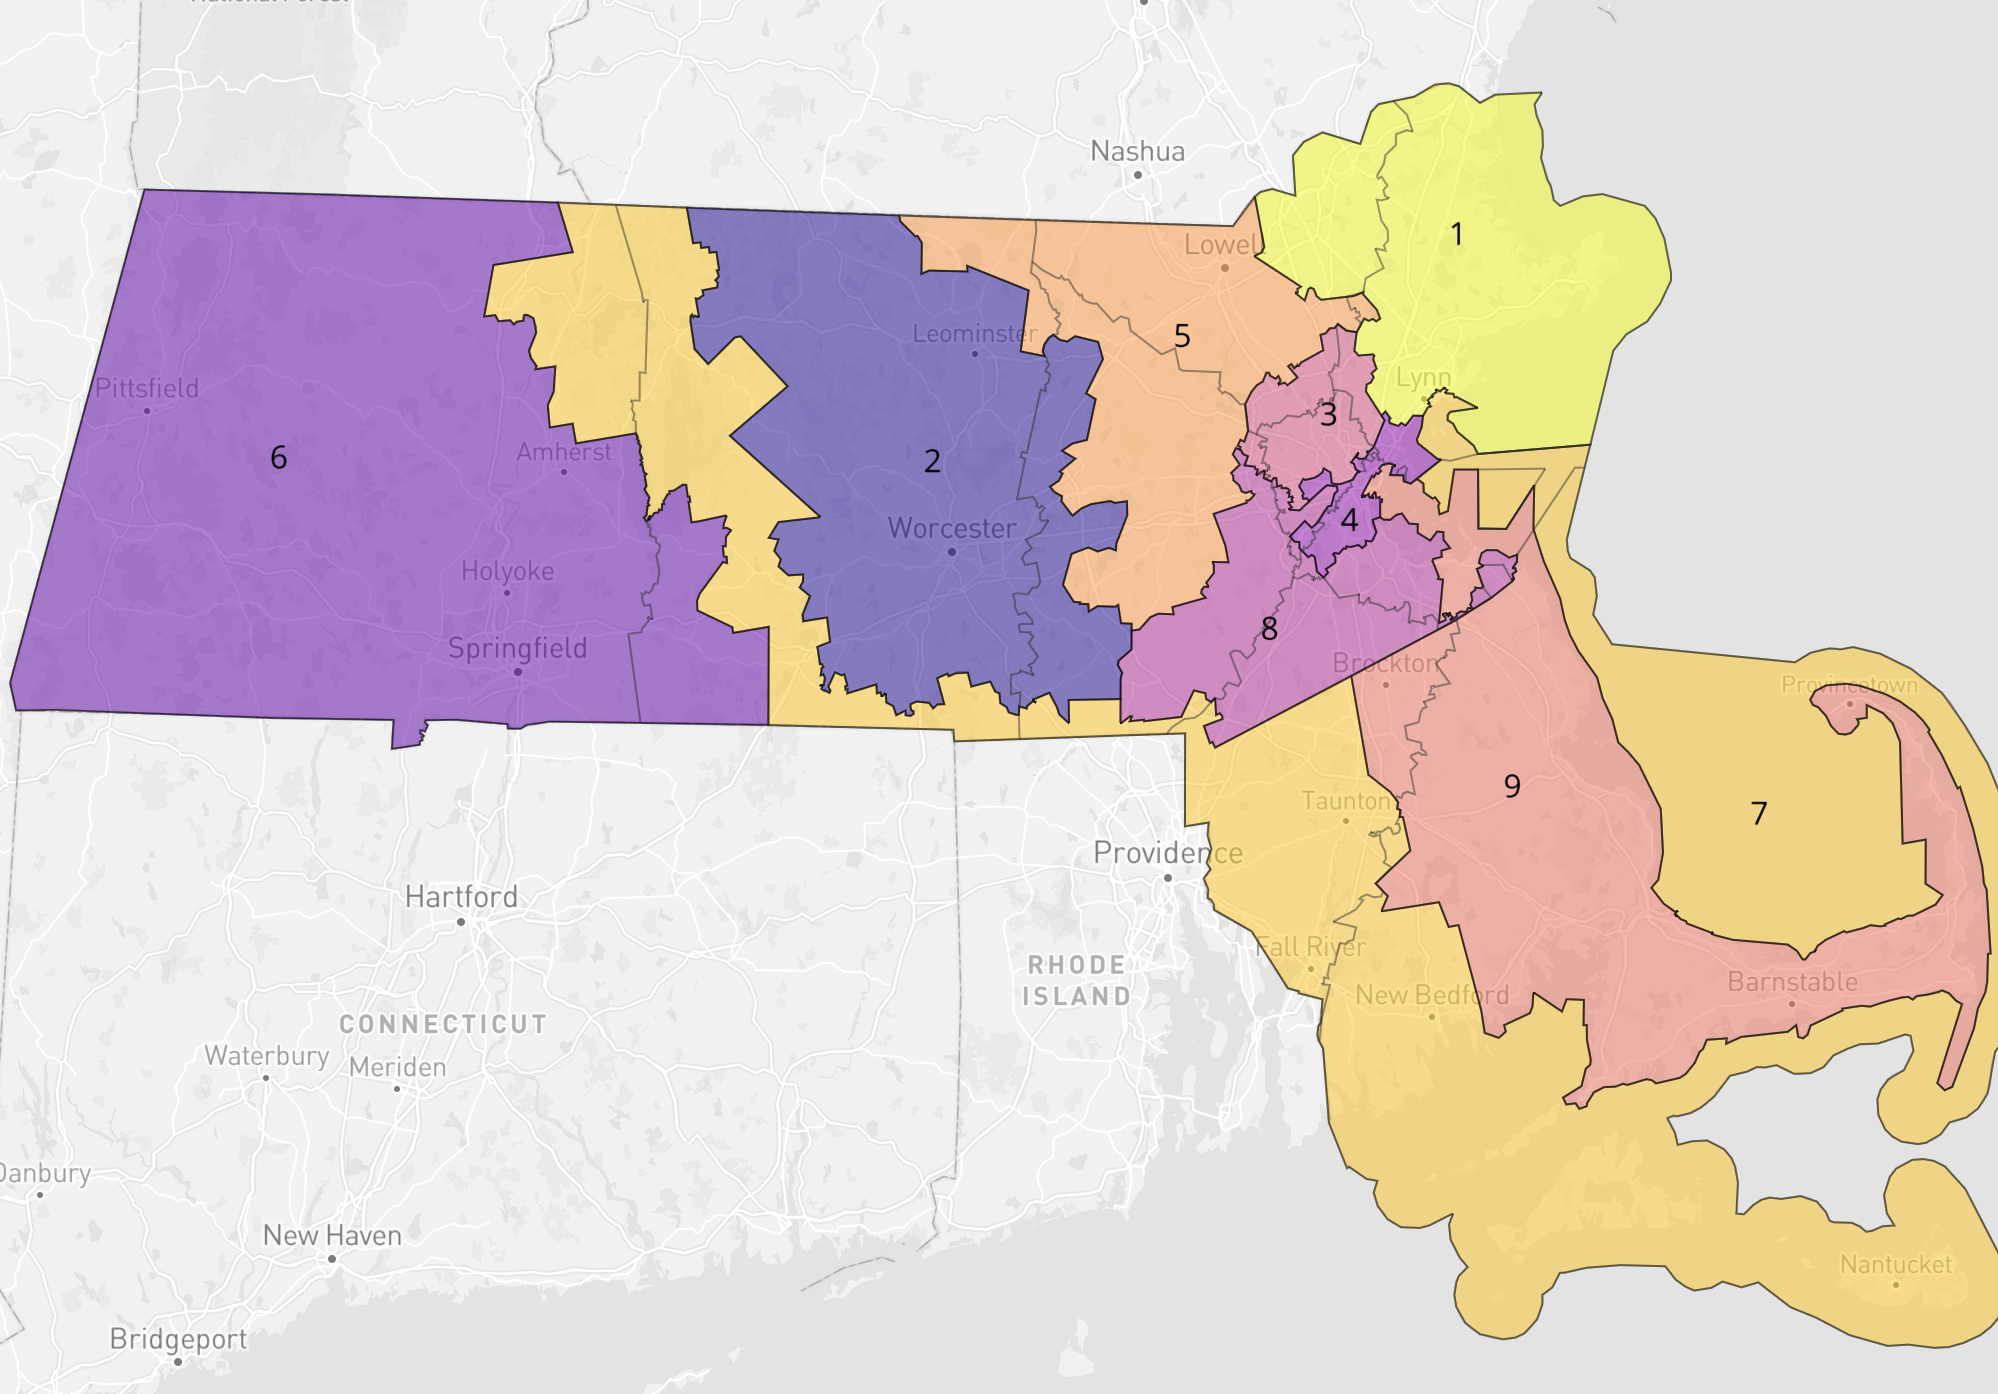 Nashua
1
Lowel
Leominster
5
Pittsfield
Lynn
3
6
Amherst
2
Worcester
4
Holyoke
8
Springfield
Brockton
Provincetown
9
Taunton
7
Providence
Hartford
Fall River
RHODE
ISLAND
Barnstable
New Bedford
CONNECTICUT
Waterbury
Meriden
Danbury
New Haven
Nantucket
Bridgeport